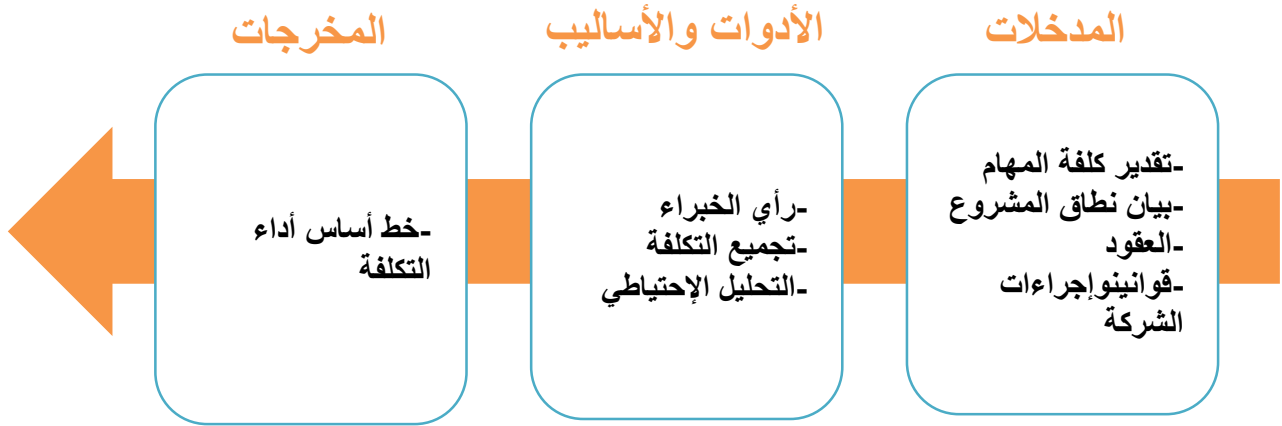 المدخلات
-تقدير كلفة المهام
-بيان نطاق المشروع
-العقود
-قوانينوإجراءات
الشركة
الأدوات والأساليب
-رأي الخبراء
-تجميع التكلفة
-التحليل الإحتياطي
المخرجات
-خط أساس أداء
التكلفة